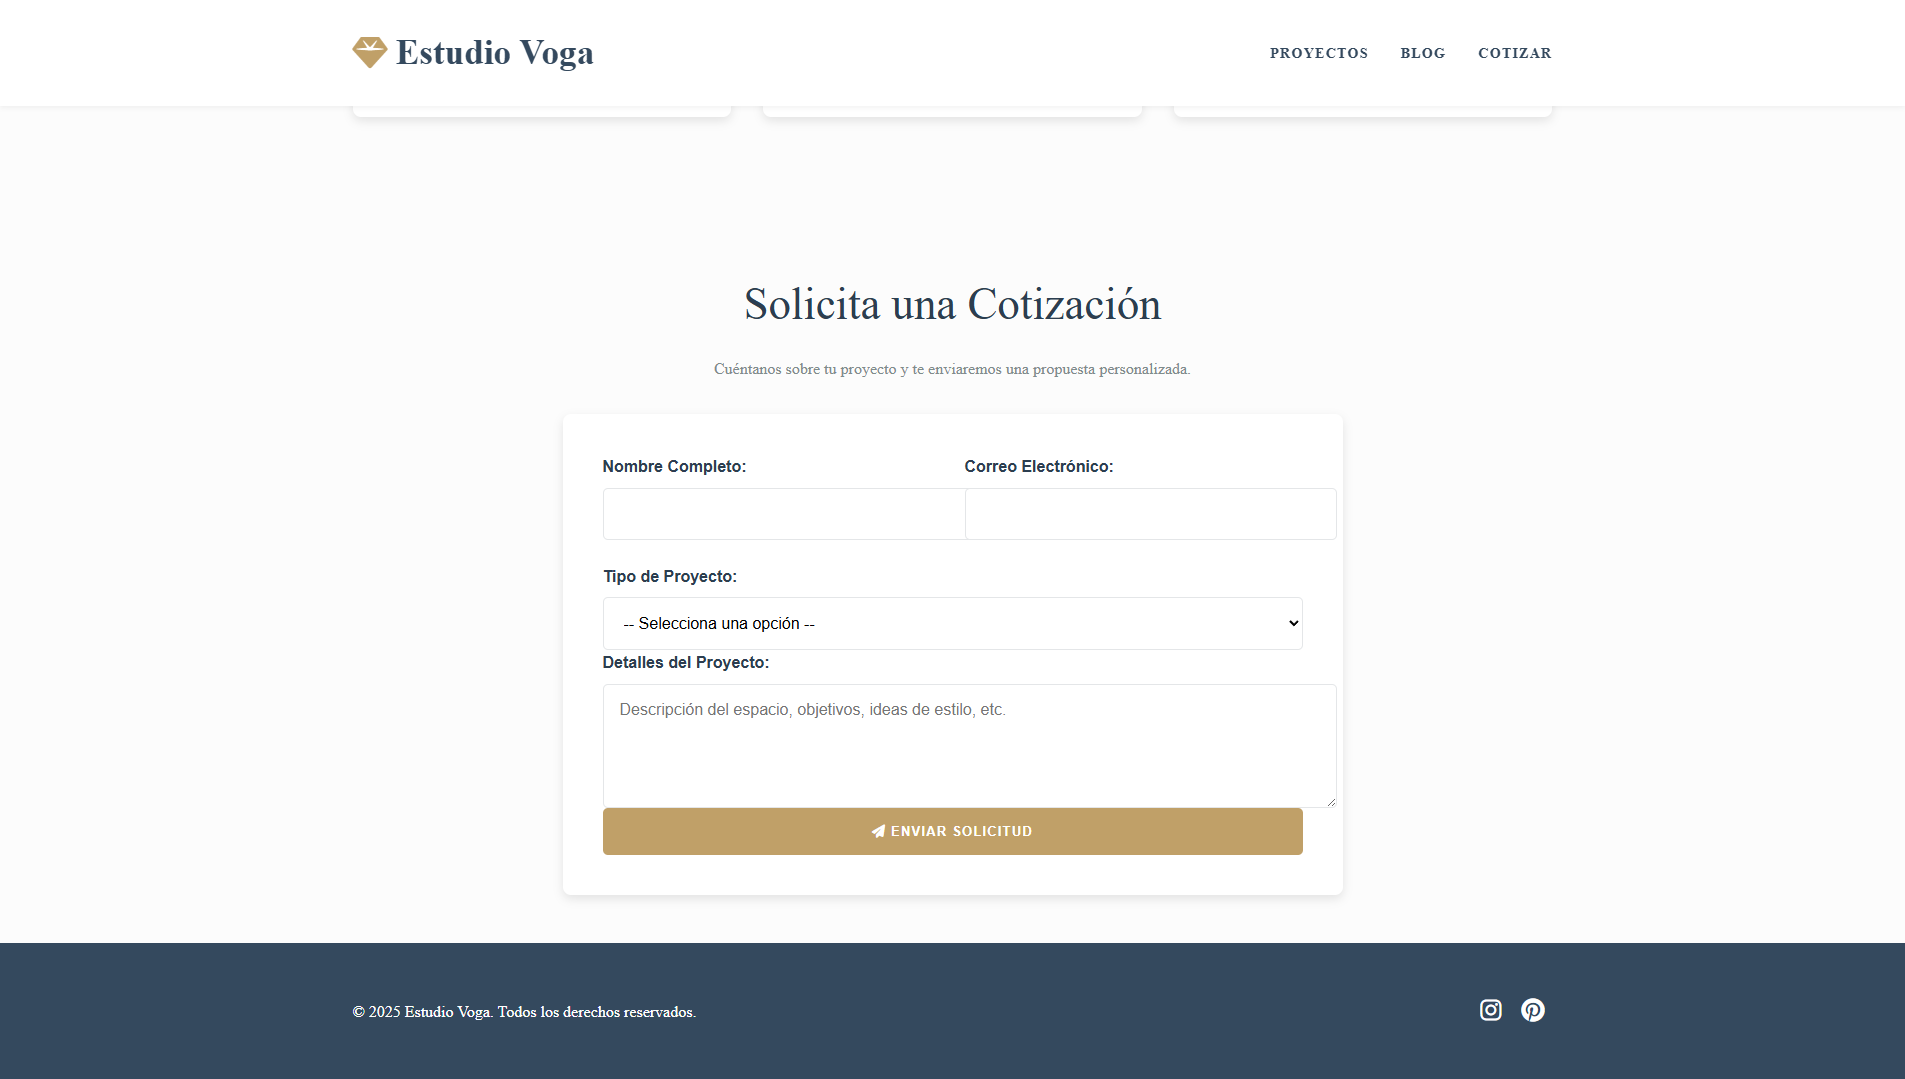 Estudio Voga
PROYECTOS BLOG COTIZAR
Solicita una Cotización
Cuéntanos sobre tu proyecto y te enviaremos una propuesta personalizada.
Nombre Completo: Correo Electrónico:
Tipo de Proyecto:
-- Selecciona una opción --
Detalles del Proyecto:
Descripción del espacio, objetivos, ideas de estilo, etc.
ENVIAR SOLICITUD
© 2025 Estudio Voga. Todos los derechos reservados.